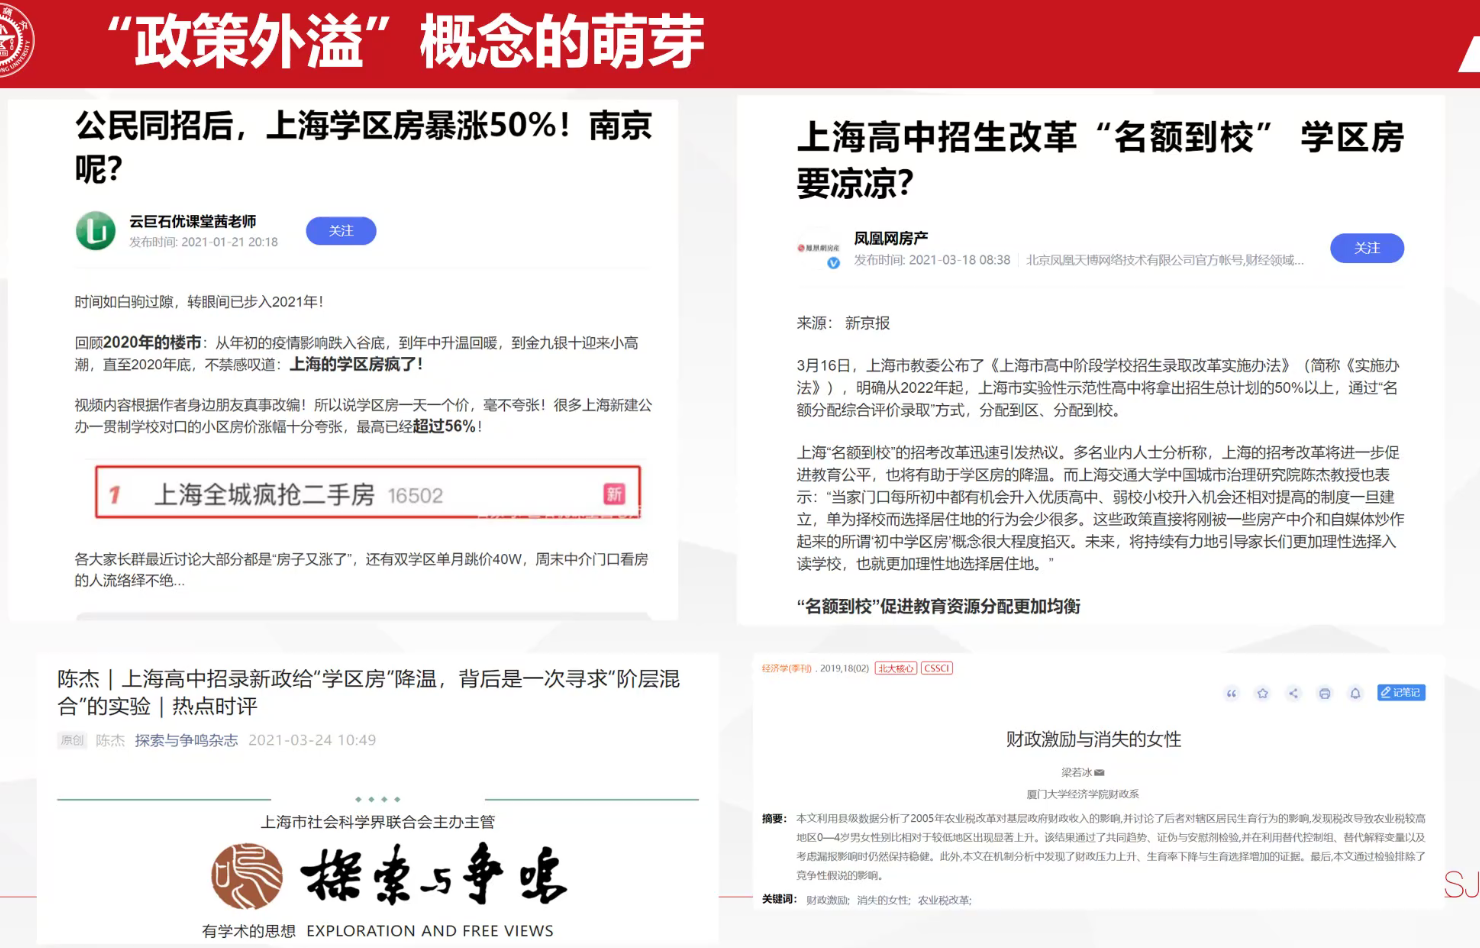 “政策外溢”概念的萌芽
公民同招后，上海学区房暴涨50%！南京
呢？
云巨石优课堂茜老师
发布时间: 2021-01-21 20:18
关注
时间如白驹过隙，转眼间已步入2021年！
回顾2020年的楼市：从年初的疫情影响跌入谷底，到年中升温回暖，到金九银十迎来小高
潮，直至2020年底，不禁感叹道：上海的学区房疯了！
视频内容根据作者身边朋友真事改编！所以说学区房一天一个价，毫不夸张！很多上海新建公
办一贯制学校对口的小区房价涨幅十分夸张，最高已经超过56%！
1 上海全城疯抢二手房 16502 新
各大家长群最近讨论大部分都是“房子又涨了”，还有双学区单月跳价40W，周末中介门口看房
的人流络绎不绝...
上海高中招生改革“名额到校” 学区房
要凉凉？
凤凰网房产
发布时间: 2021-03-18 08:38 北京凤凰天博网络技术有限公司官方帐号,财经领域...
关注
来源： 新京报
3月16日，上海市教委公布了《上海市高中阶段学校招生录取改革实施办法》（简称《实施办
法》），明确从2022年起，上海市实验性示范性高中将拿出招生总计划的50%以上，通过“名
额分配综合评价录取”方式，分配到区、分配到校。
上海“名额到校”的招考改革迅速引发热议。多名业内人士分析称，上海的招考改革将进一步促
进教育公平，也将有助于学区房的降温。而上海交通大学中国城市治理研究院陈杰教授也表
示：“当家门口每所初中都有机会升入优质高中、弱校小校升入机会还相对提高的制度一旦建
立，单为择校而选择居住地的行为会少很多。这些政策直接将刚被一些房产中介和自媒体炒作
起来的所谓‘初中学区房’概念很大程度掐灭。未来，将持续有力地引导家长们更加理性选择入
读学校，也就更加理性地选择居住地。”
“名额到校”促进教育资源分配更加均衡
陈杰 | 上海高中招录新政给“学区房”降温，背后是一次寻求“阶层混
合”的实验 | 热点时评
原创 陈杰 探索与争鸣杂志 2021-03-24 10:49
上海市社会科学界联合会主办主管
探索与争鸣
有学术的思想 EXPLORATION AND FREE VIEWS
经济学(季刊) . 2019,18(02) 北大核心 CSSCI
记笔记
财政激励与消失的女性
梁若冰
厦门大学经济学院财政系
摘要： 本文利用县级数据分析了2005年农业税改革对基层政府财政收入的影响,并讨论了后者对辖区居民生育行为的影响,发现税改导致农业税较高
地区0—4岁男女性别比相对于较低地区出现显著上升。该结果通过了共同趋势、证伪与安慰剂检验,并在利用替代控制组、替代解释变量以及
考虑漏报影响时仍然保持稳健。此外,本文在机制分析中发现了财政压力上升、生育率下降与生育选择增加的证据。最后,本文通过检验排除了
竞争性假说的影响。
关键词： 财政激励; 消失的女性; 农业税改革;
SJ